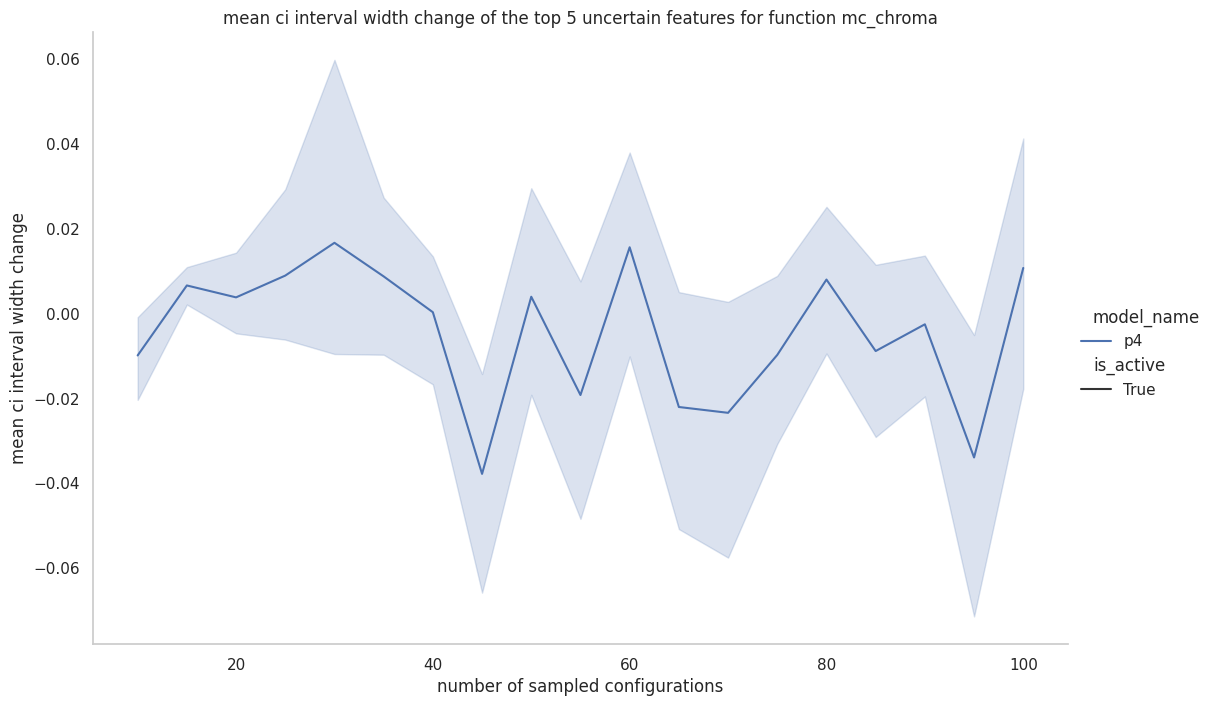 mean ci interval width change of the top 5 uncertain features for function mc_chroma
mean ci interval width change
0.06
0.04
0.02
0.00
−0.02
−0.04
−0.06
20
40
60
80
100
number of sampled configurations
model_name
p4
is_active
True